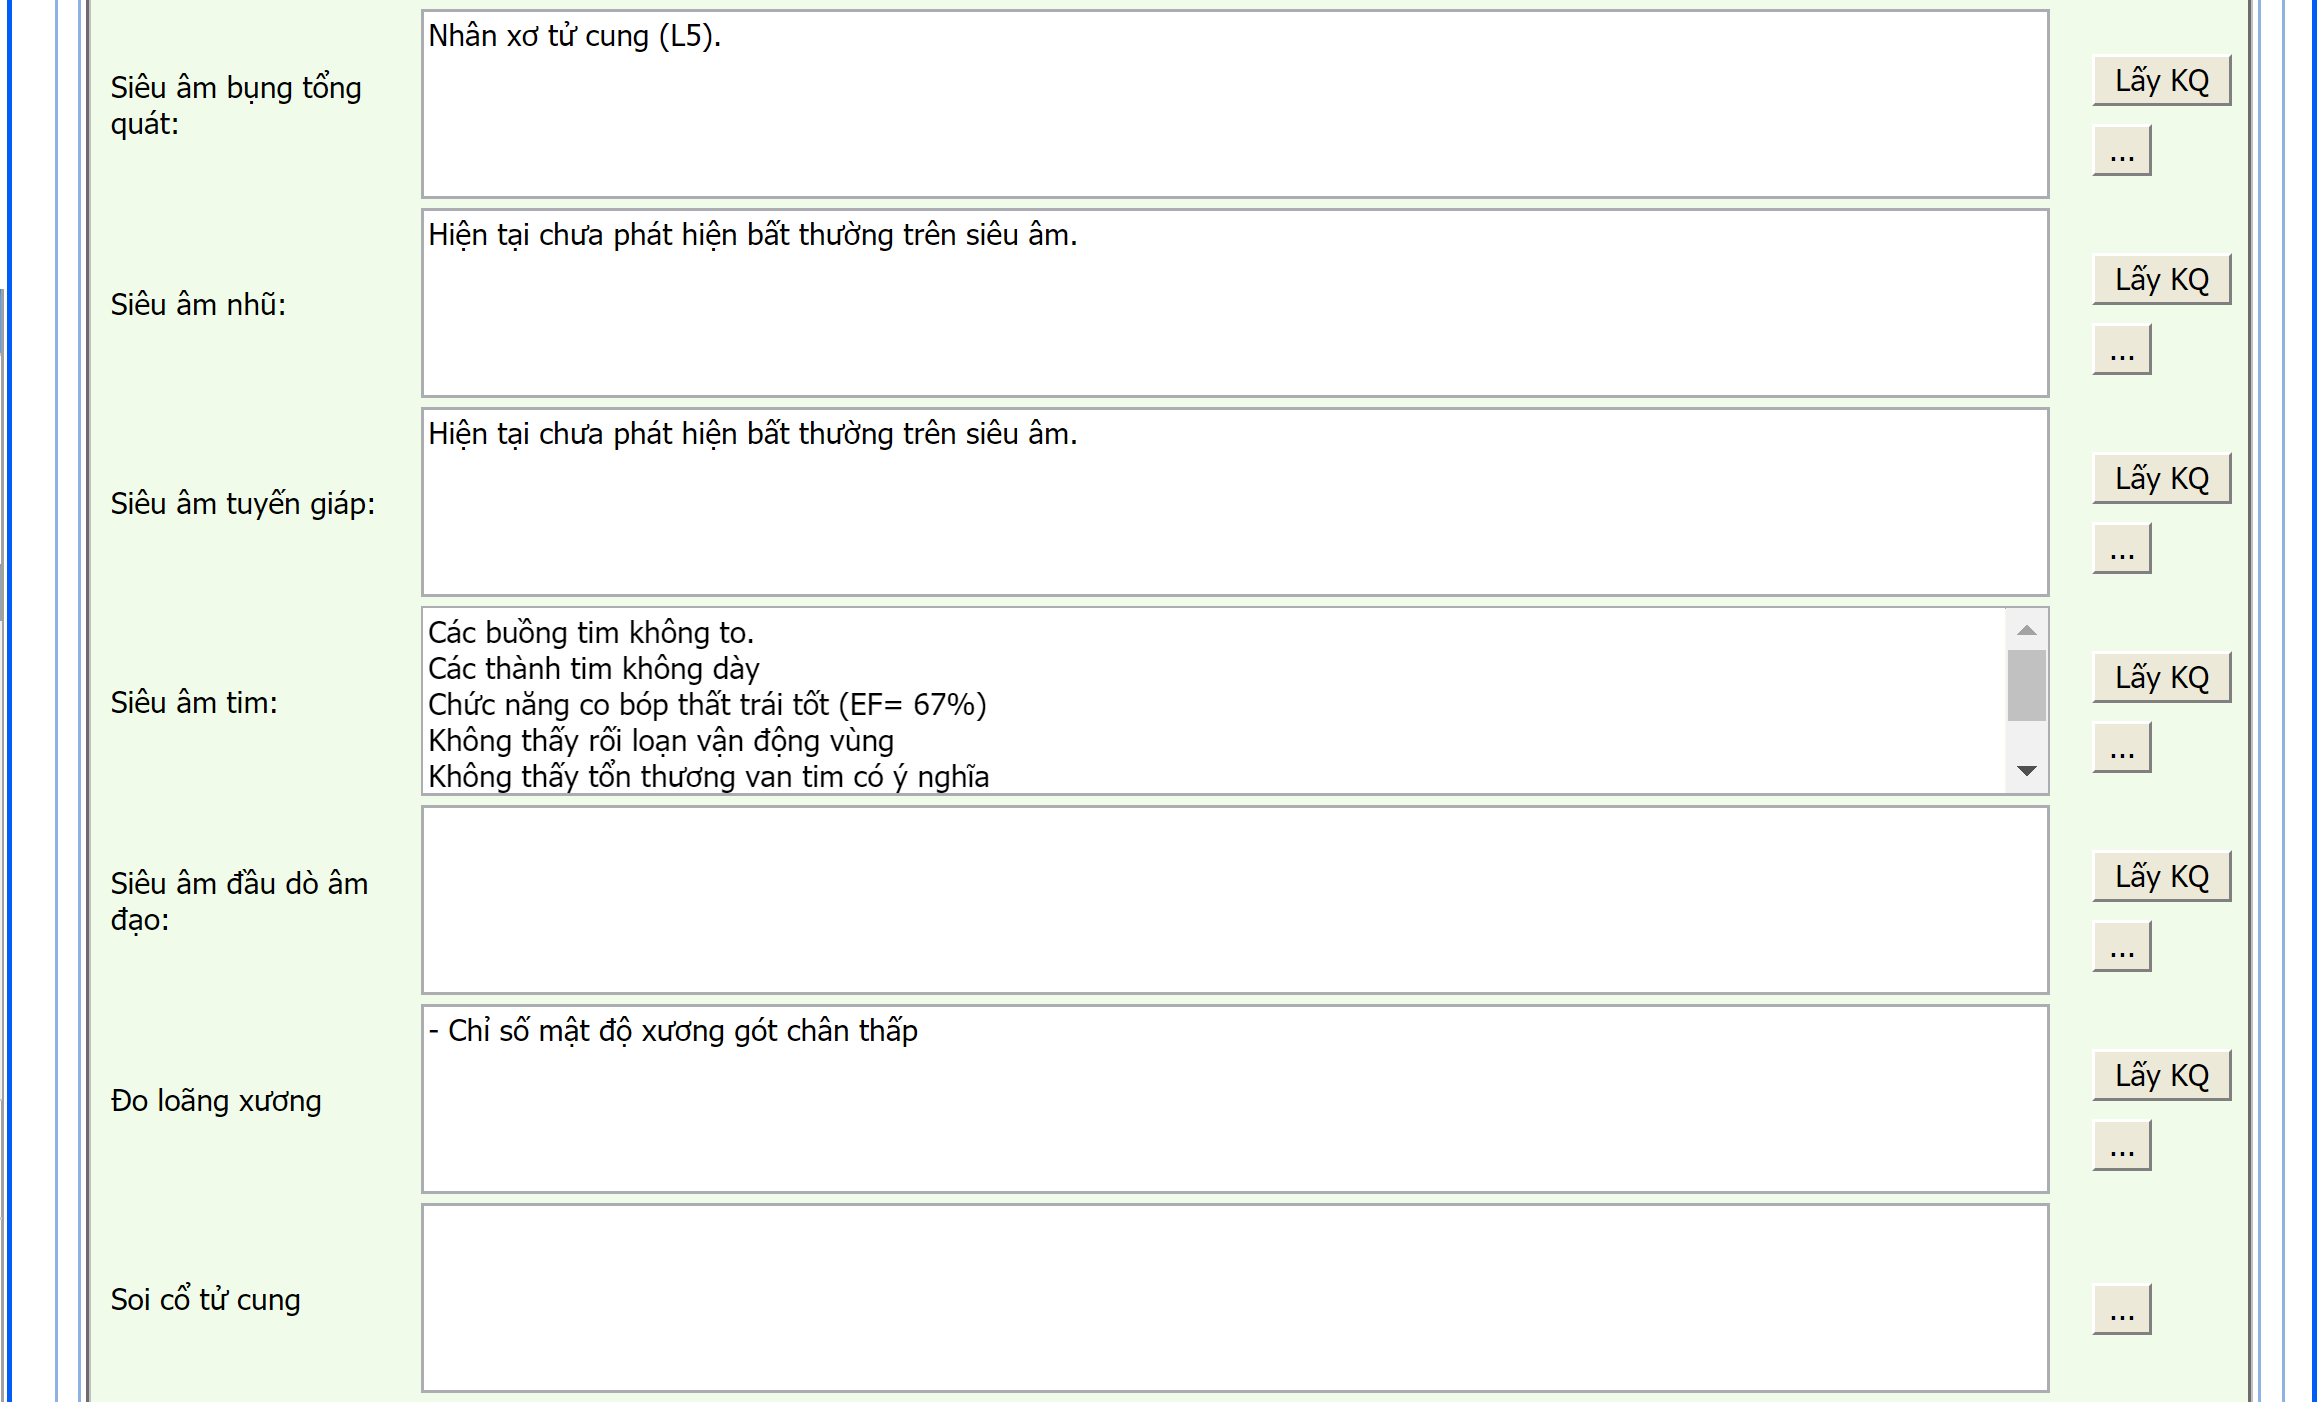 Siêu âm bụng tổng
quát:
Nhân xơ tử cung (L5).
Lấy KQ
...
Siêu âm nhũ:
Hiện tại chưa phát hiện bất thường trên siêu âm.
Lấy KQ
...
Siêu âm tuyến giáp:
Hiện tại chưa phát hiện bất thường trên siêu âm.
Lấy KQ
...
Siêu âm tim:
Các buồng tim không to.
Các thành tim không dày
Chức năng co bóp thất trái tốt (EF= 67%)
Không thấy rối loạn vận động vùng
Không thấy tổn thương van tim có ý nghĩa
Lấy KQ
...
Siêu âm đầu dò âm
đạo:
Lấy KQ
...
Đo loãng xương
- Chỉ số mật độ xương gót chân thấp
Lấy KQ
...
Soi cổ tử cung
...